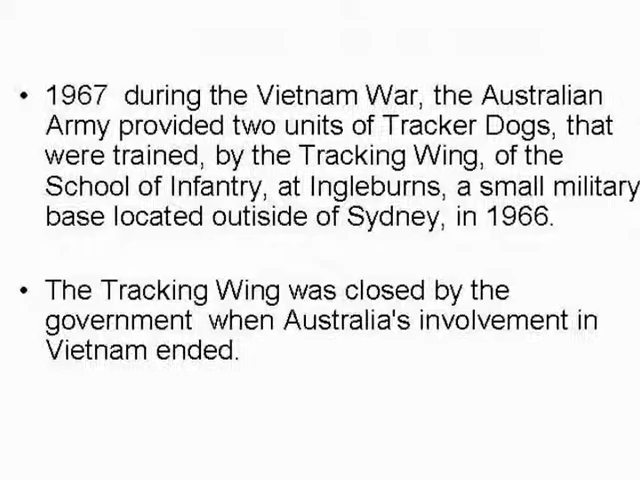 • 1967  during the Vietnam War, the Australian
Army provided two units of Tracker Dogs, that
were trained, by the Tracking Wing, of the
School of Infantry, at Ingleburns, a small military
base located outiside of Sydney, in 1966.
• The Tracking Wing was closed by the
government  when Australia's involvement in
Vietnam ended.